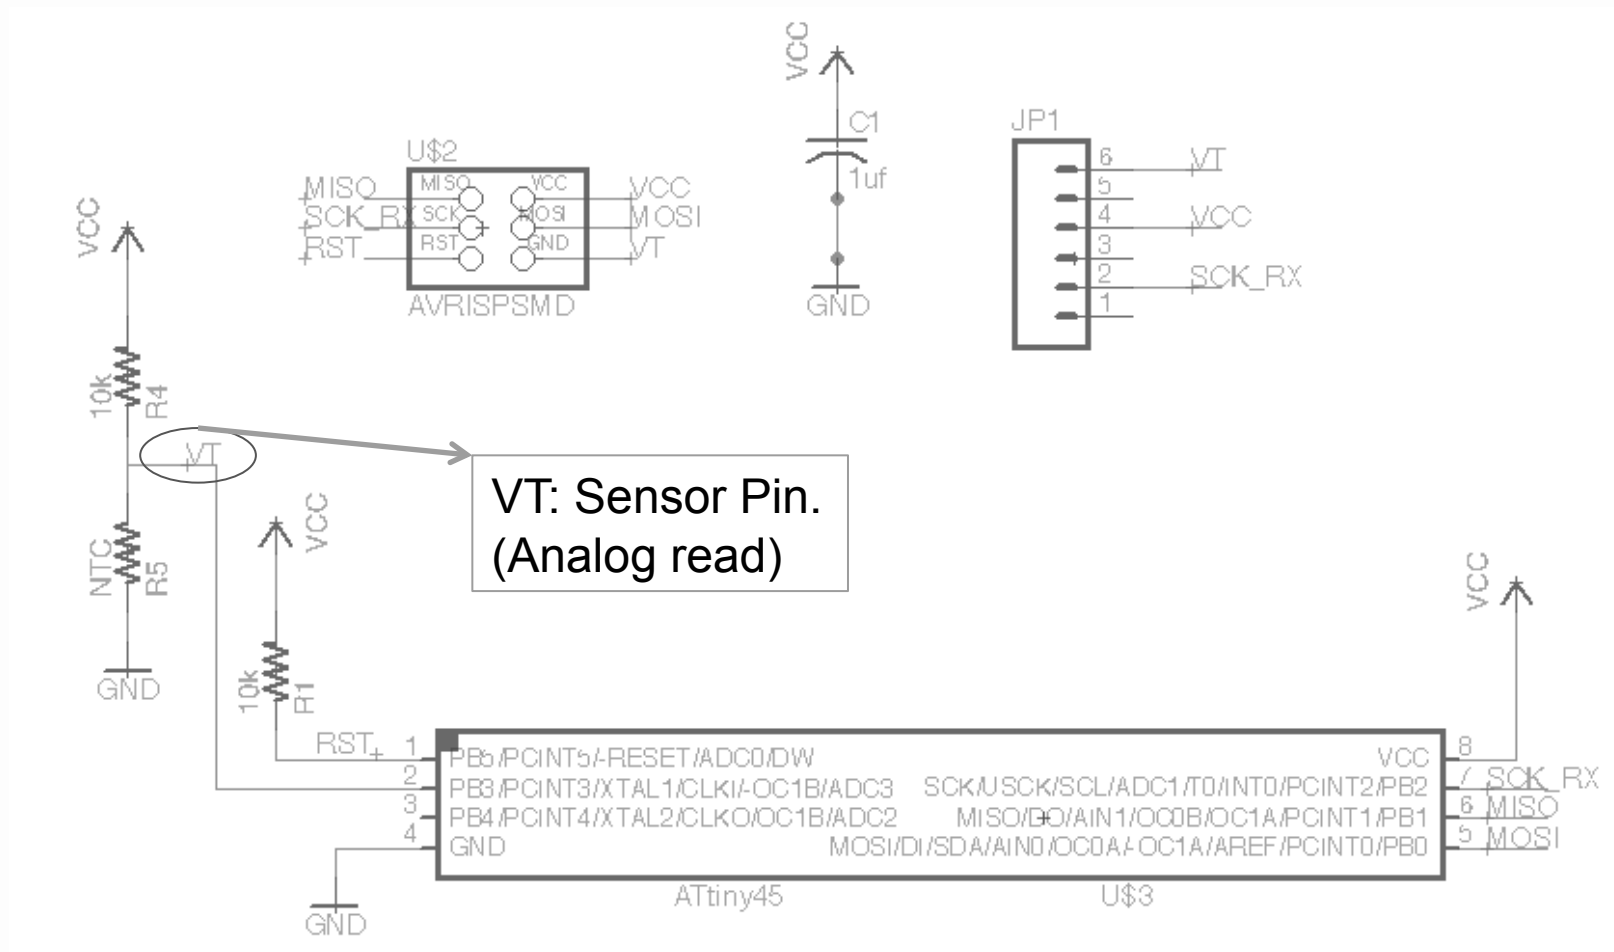 VCC
C1
1uf
GND
JP1
6 VT
5
4 VCC
3
2 SCK_RX
1
U$2
MISO MISO VCC VCC
SCK_RX SCK MOSI MOSI
RST RST GND VT
AVRISPSMD
VCC
10k
R4
VT
NTC
R5
GND
VT: Sensor Pin.
(Analog read)
VCC
10k
R1
VCC
RST 1 PB5/PCINT5/-RESET/ADC0/DW
2 PB3/PCINT3/XTAL1/CLKI/-OC1B/ADC3
3 PB4/PCINT4/XTAL2/CLKO/OC1B/ADC2
4 GND
VCC 8
SCK/USCK/SCL/ADC1/T0/INT0/PCINT2/PB2 7 SCK_RX
MISO/DO/AIN1/OC0B/OC1A/PCINT1/PB1 6 MISO
MOSI/DI/SDA/AIN0/OC0A/-OC1A/AREF/PCINT0/PB0 5 MOSI
GND
ATtiny45
U$3